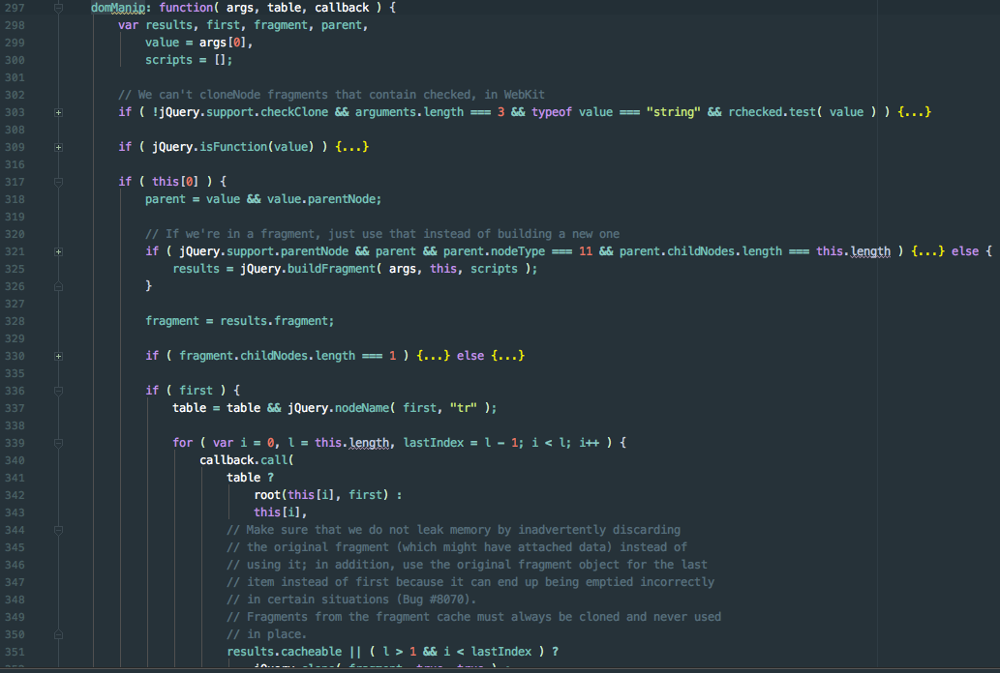 297 domManip: function( args, table, callback ) {
298 var results, first, fragment, parent,
299 value = args[0],
300 scripts = [];
301
302 // We can't cloneNode fragments that contain checked, in WebKit
303 if ( !jQuery.support.checkClone && arguments.length === 3 && typeof value === "string" && rchecked.test( value ) ) {...}
308
309 if ( jQuery.isFunction(value) ) {...}
316
317 if ( this[0] ) {
318 parent = value && value.parentNode;
319
320 // If we're in a fragment, just use that instead of building a new one
321 if ( jQuery.support.parentNode && parent && parent.nodeType === 11 && parent.childNodes.length === this.length ) {...} else {
325 results = jQuery.buildFragment( args, this, scripts );
326 }
327
328 fragment = results.fragment;
329
330 if ( fragment.childNodes.length === 1 ) {...} else {...}
335
336 if ( first ) {
337 table = table && jQuery.nodeName( first, "tr" );
338
339 for ( var i = 0, l = this.length, lastIndex = l - 1; i < l; i++ ) {
340 callback.call(
341 table ?
342 root(this[i], first) :
343 this[i],
344 // Make sure that we do not leak memory by inadvertently discarding
345 // the original fragment (which might have attached data) instead of
346 // using it; in addition, use the original fragment object for the last
347 // item instead of first because it can end up being emptied incorrectly
348 // in certain situations (Bug #8070).
349 // Fragments from the fragment cache must always be cloned and never used
350 // in place.
351 results.cacheable || ( l > 1 && i < lastIndex ) ?